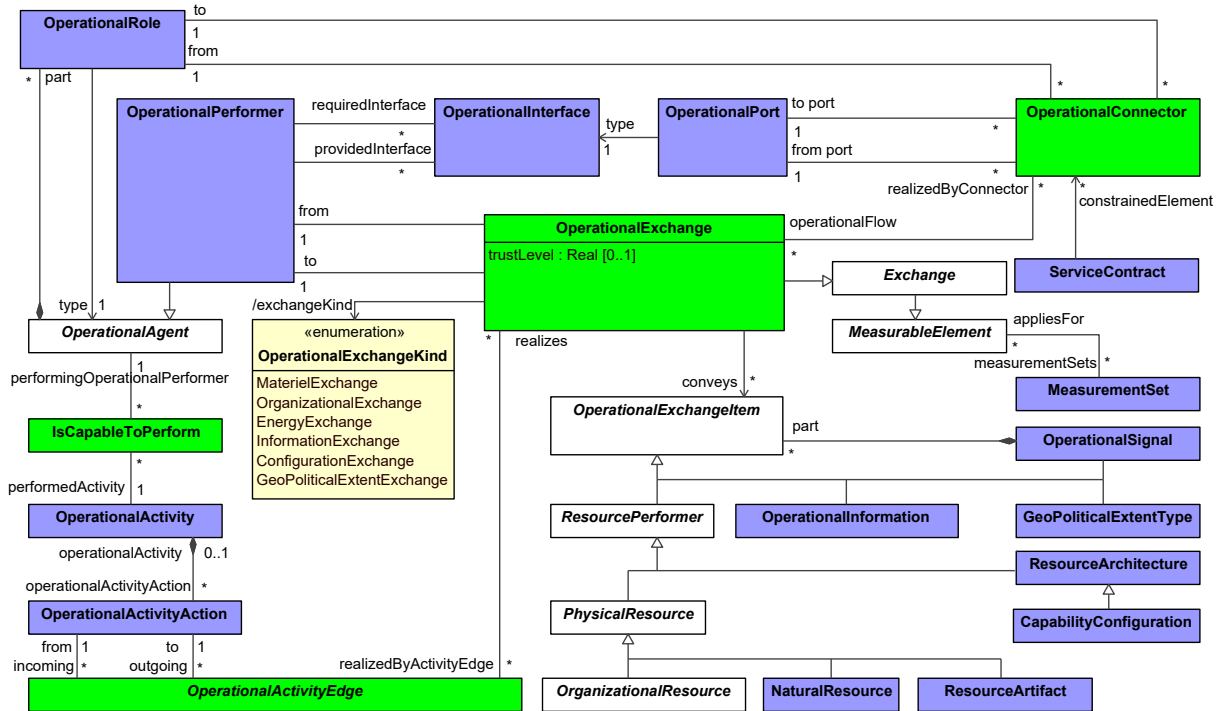 OperationalRole
to
1
from
1
* part
*
*
OperationalPerformer
requiredInterface
*
providedInterface
*
OperationalInterface
type
1
OperationalPort
to port
1
*
from port
1
*
OperationalConnector
realizedByConnector
*
*
constrainedElement
ServiceContract
from
1
to
1
OperationalExchange
trustLevel : Real [0..1]
operationalFlow
*
Exchange
MeasurableElement
appliesFor
*
measurementSets
*
MeasurementSet
type
1
OperationalAgent
1
performingOperationalPerformer
*
IsCapableToPerform
*
performedActivity
1
OperationalActivity
operationalActivity
0..1
operationalActivityAction
*
OperationalActivityAction
from
1
to
1
incoming
*
outgoing
*
OperationalActivityEdge
/exchangeKind
«enumeration»
OperationalExchangeKind
MaterielExchange
OrganizationalExchange
EnergyExchange
InformationExchange
ConfigurationExchange
GeoPoliticalExtentExchange
*
realizes
realizedByActivityEdge
*
conveys
*
OperationalExchangeItem
part
*
OperationalSignal
ResourcePerformer
OperationalInformation
GeoPoliticalExtentType
ResourceArchitecture
PhysicalResource
CapabilityConfiguration
OrganizationalResource
NaturalResource
ResourceArtifact